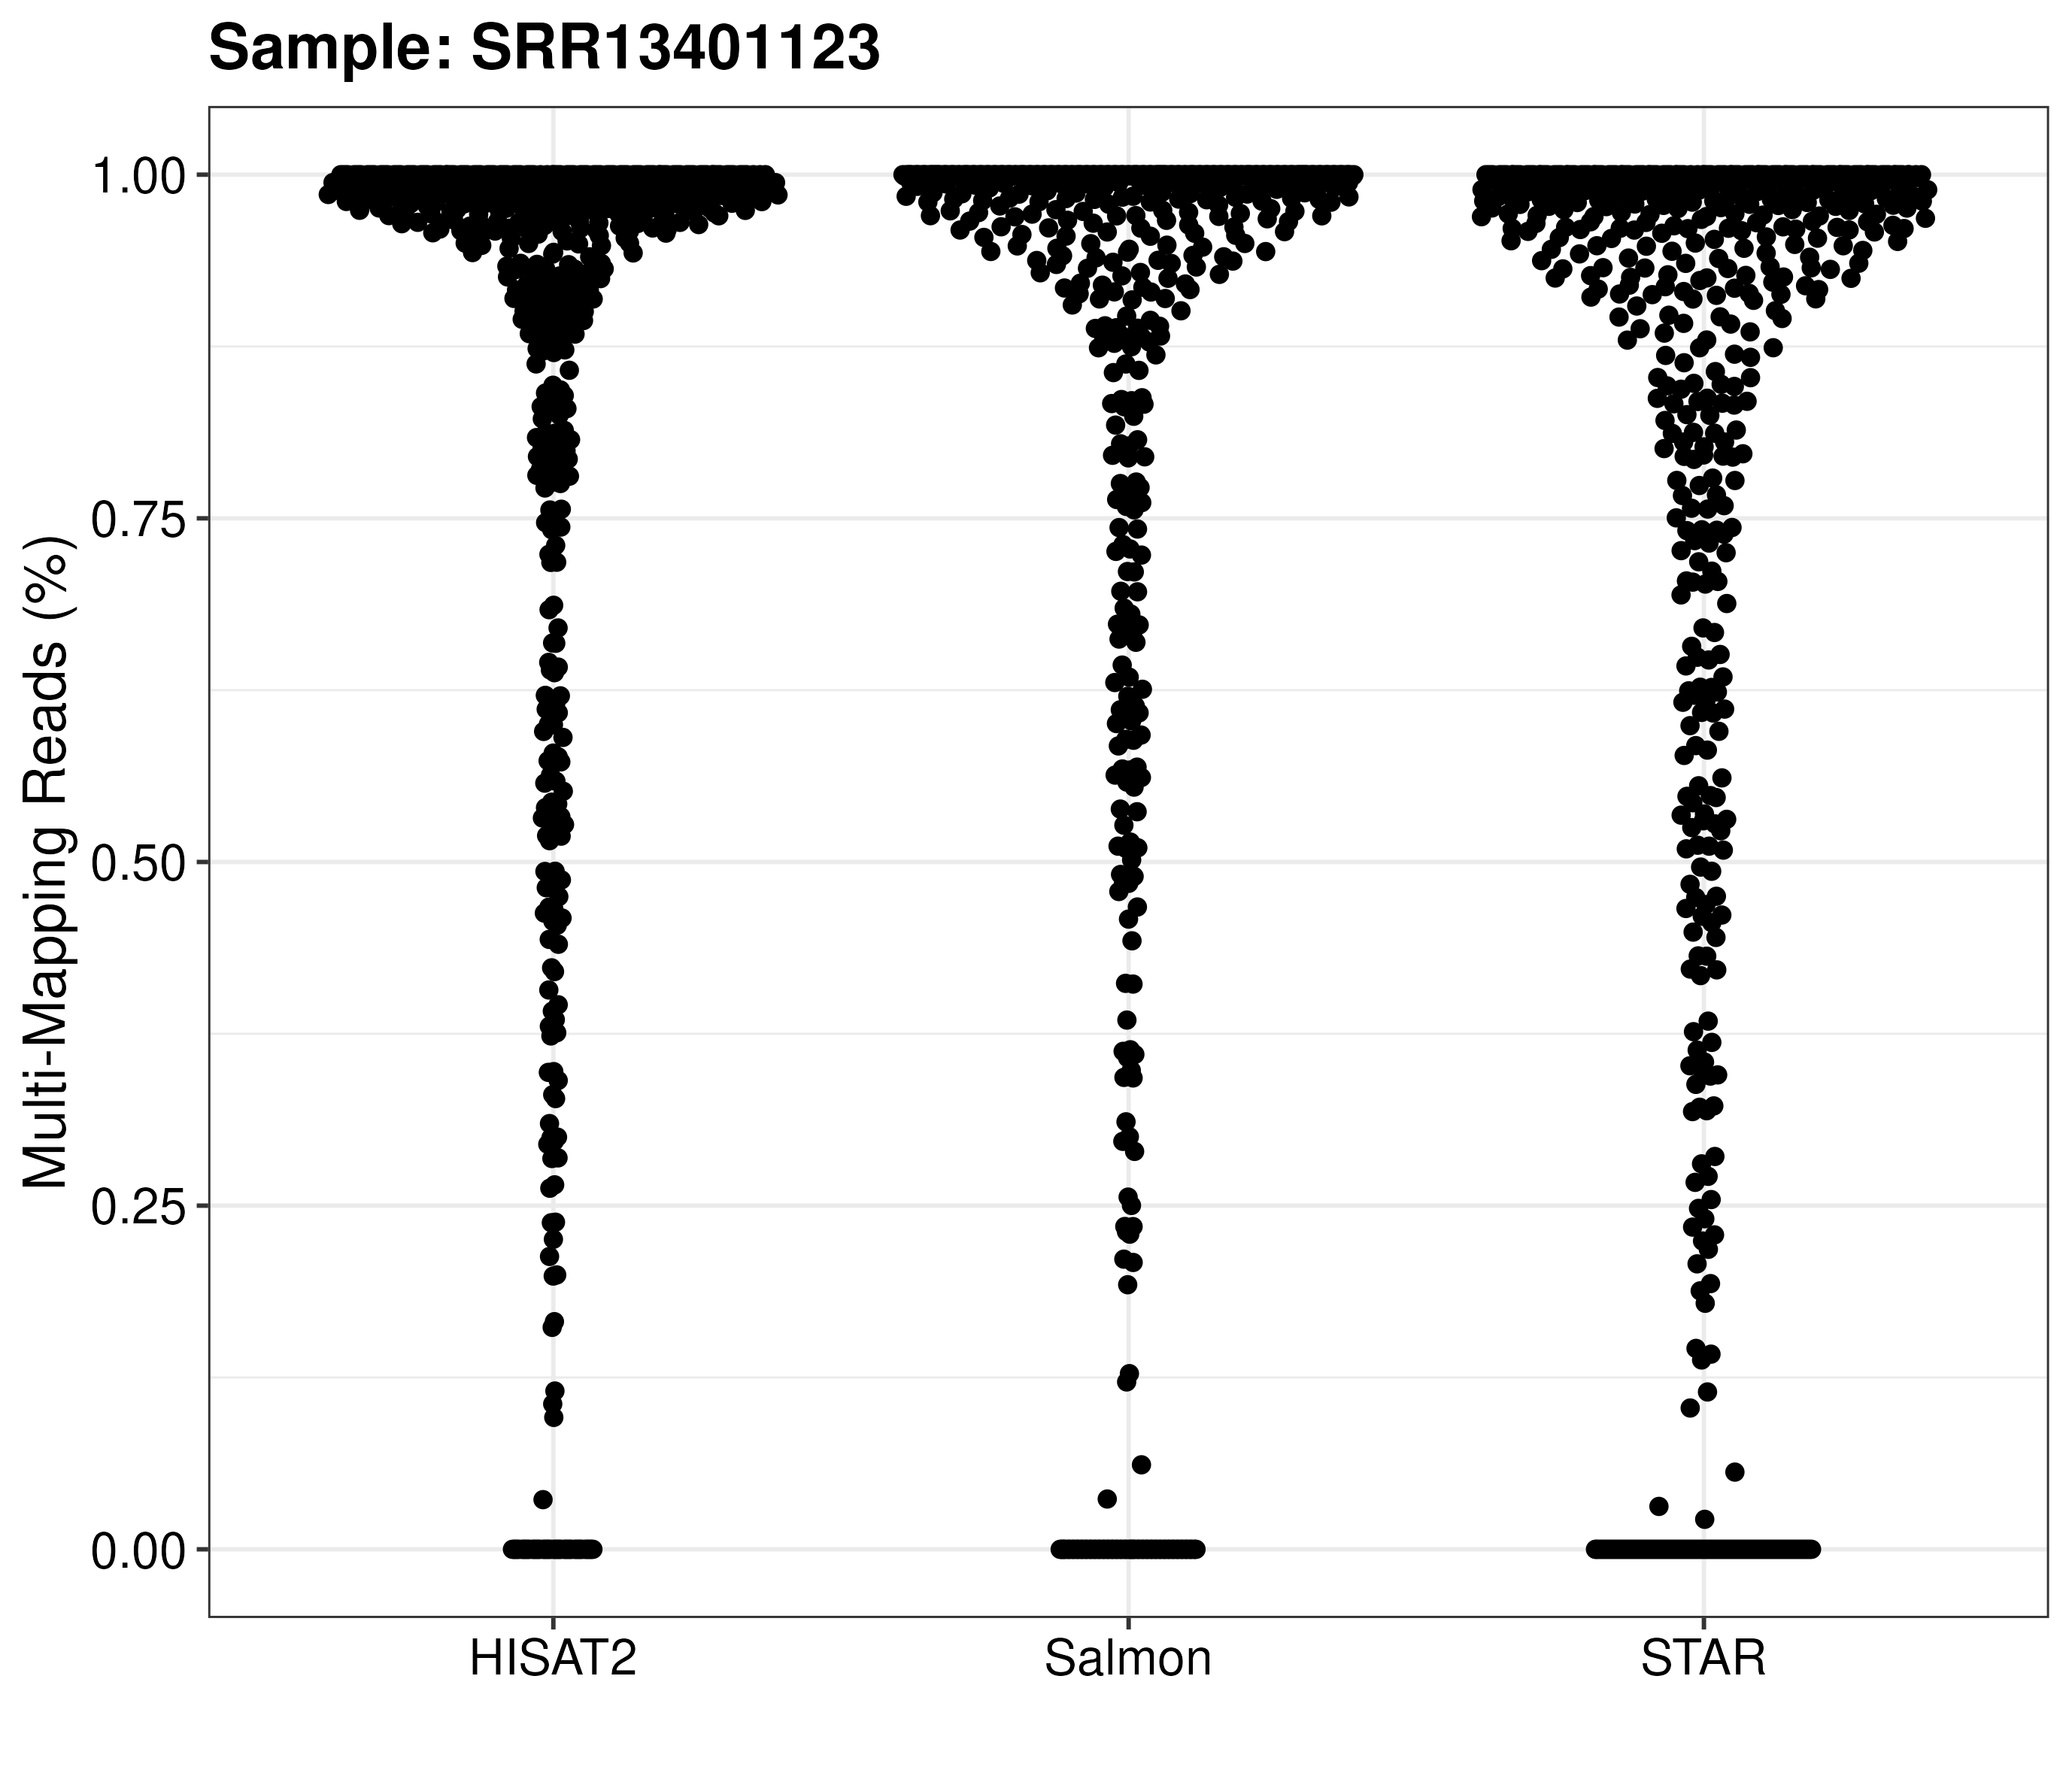 Sample: SRR13401123
Multi-Mapping Reads (%)
1.00
0.75
0.50
0.25
0.00
HISAT2 Salmon STAR